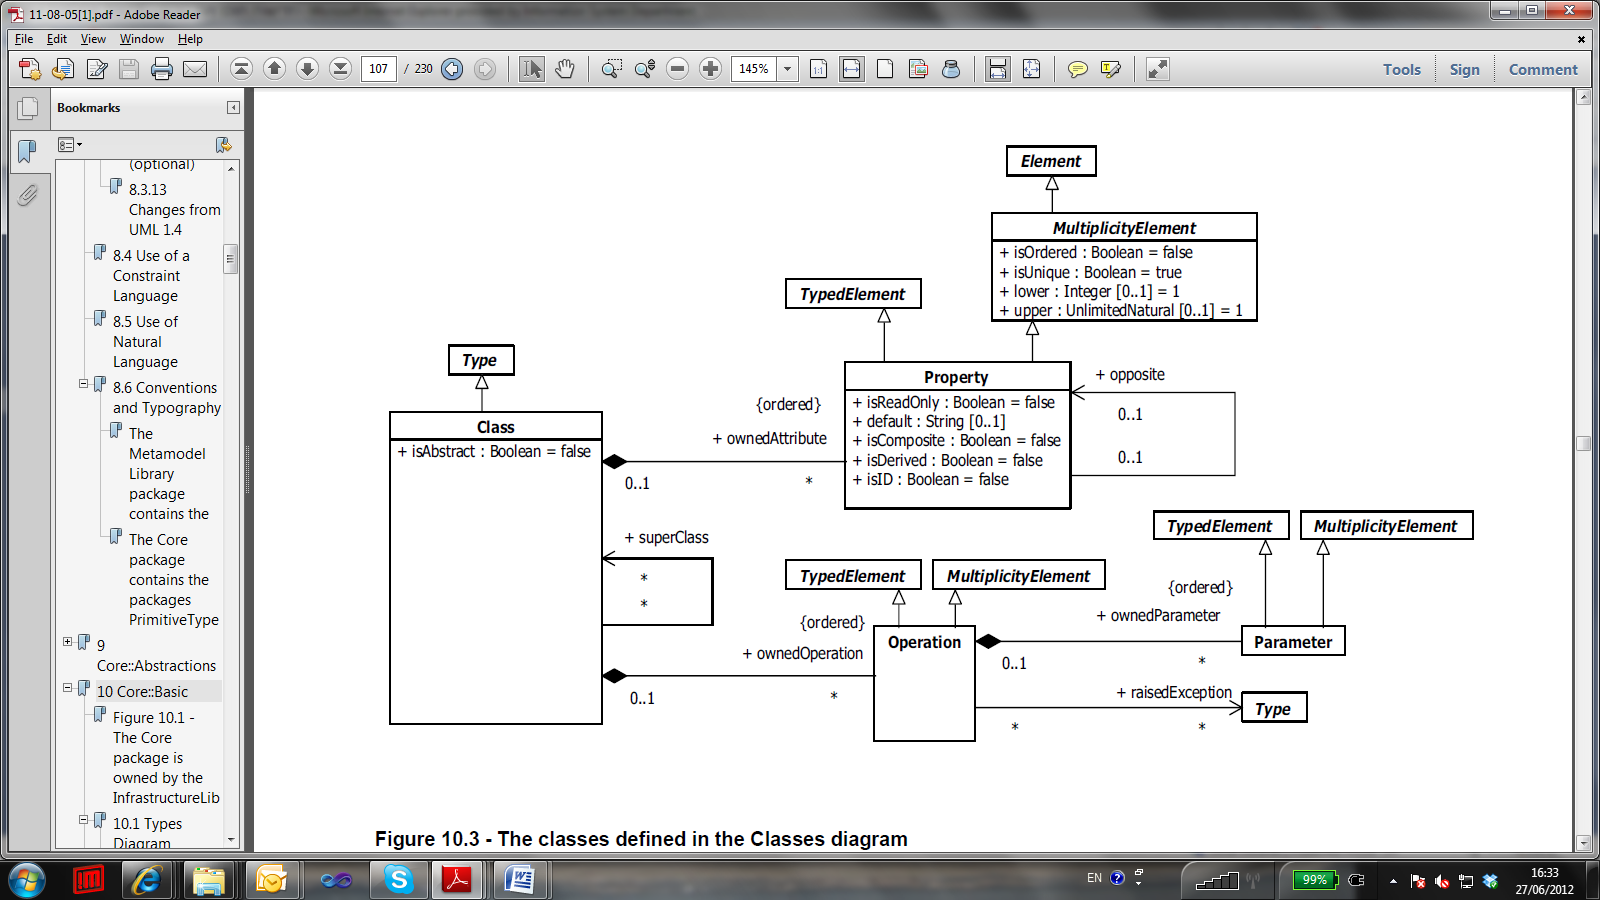 11-08-05[1].pdf - Adobe Reader
File Edit View Window Help
107 / 230 145% Tools Sign Comment
Bookmarks
(optional)
8.3.13
Changes from
UML 1.4
8.4 Use of a
Constraint
Language
8.5 Use of
Natural
Language
8.6 Conventions
and Typography
The
Metamodel
Library
package
contains the
The Core
package
contains the
packages
PrimitiveType
9
Core::Abstractions
10 Core::Basic
Figure 10.1 -
The Core
package is
owned by the
InfrastructureLib
10.1 Types
Diagram
Element
MultiplicityElement
+ isOrdered : Boolean = false
+ isUnique : Boolean = true
+ lower : Integer [0..1] = 1
+ upper : UnlimitedNatural [0..1] = 1
TypedElement
Type
Property
+ isReadOnly : Boolean = false
+ default : String [0..1]
+ isComposite : Boolean = false
+ isDerived : Boolean = false
+ isID : Boolean = false
+ opposite
0..1
0..1
Class
+ isAbstract : Boolean = false
{ordered}
+ ownedAttribute
0..1 *
+ superClass
*
*
TypedElement MultiplicityElement
TypedElement MultiplicityElement
{ordered}
+ ownedOperation
0..1 *
Operation
{ordered}
+ ownedParameter
0..1 *
Parameter
+ raisedException
* *
Type
Figure 10.3 - The classes defined in the Classes diagram
EN 99% 16:33
27/06/2012